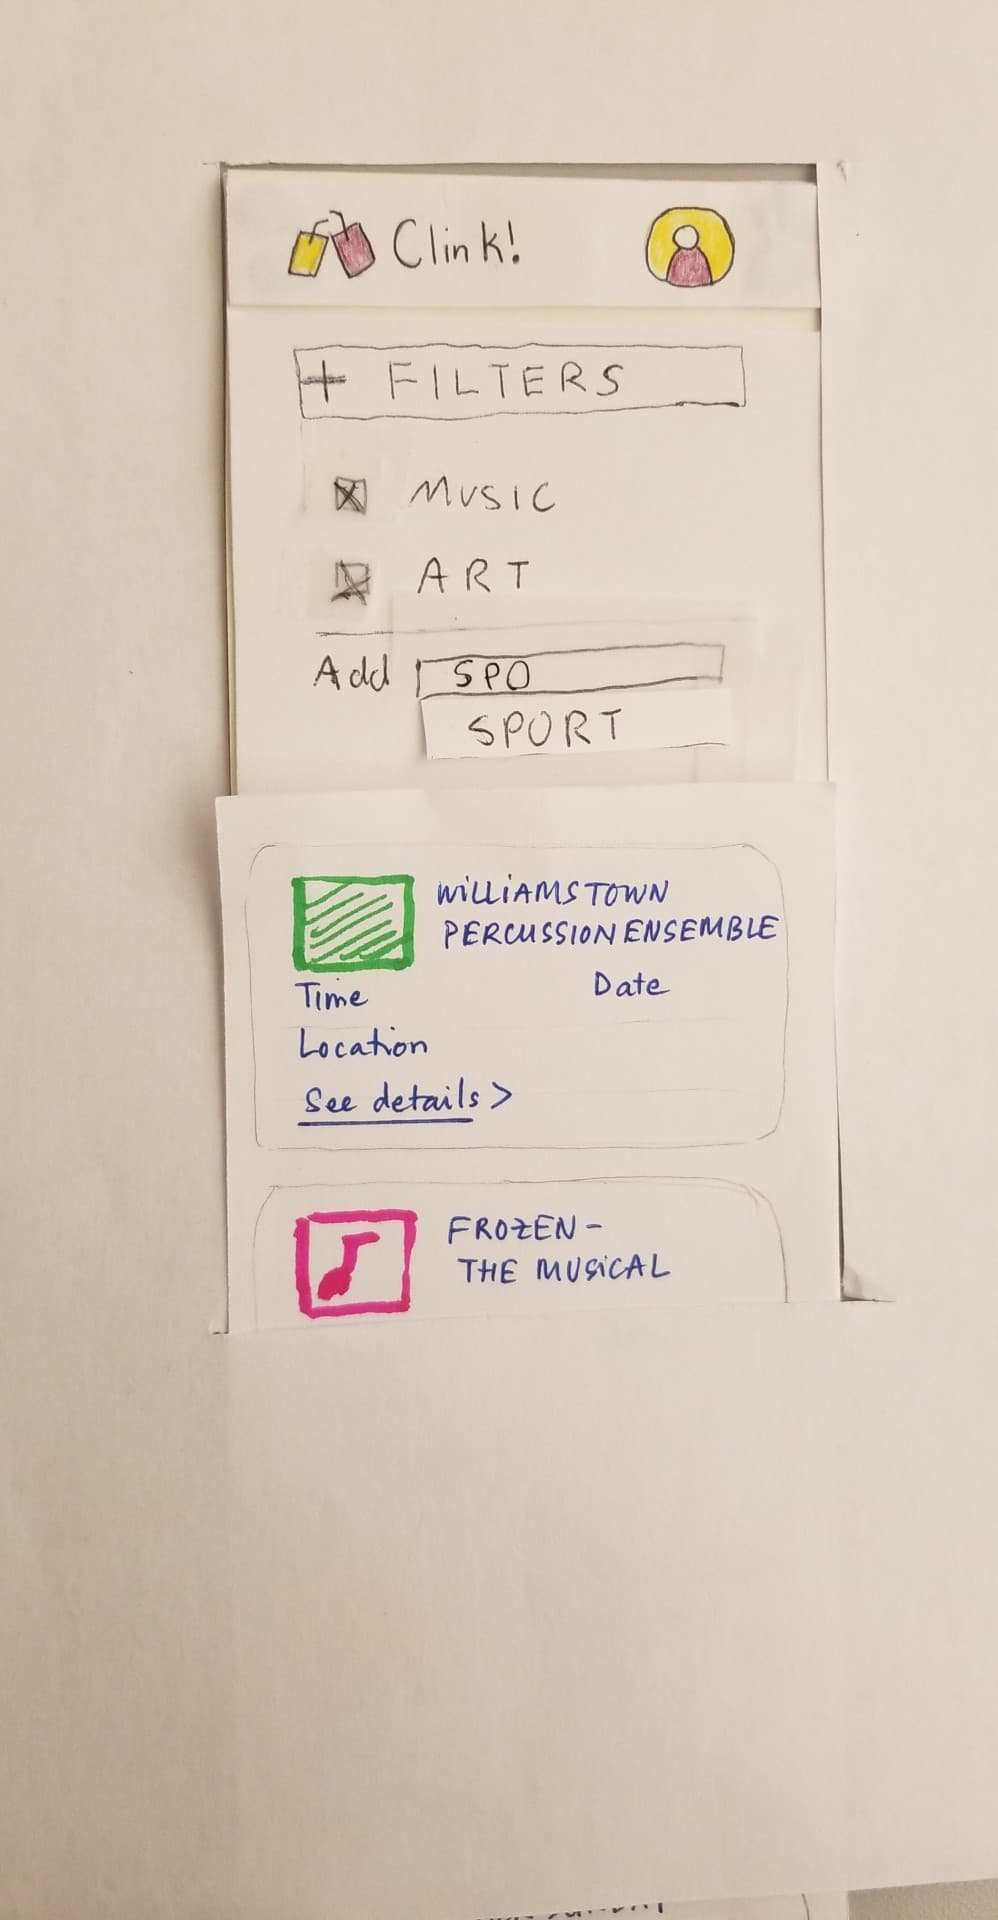 Clink!
+ FILTERS
MUSIC
ART
Add SPO
SPORT
WILLIAMSTOWN
PERCUSSION ENSEMBLE
Time Date
Location
See details >
FROZEN -
THE MUSICAL